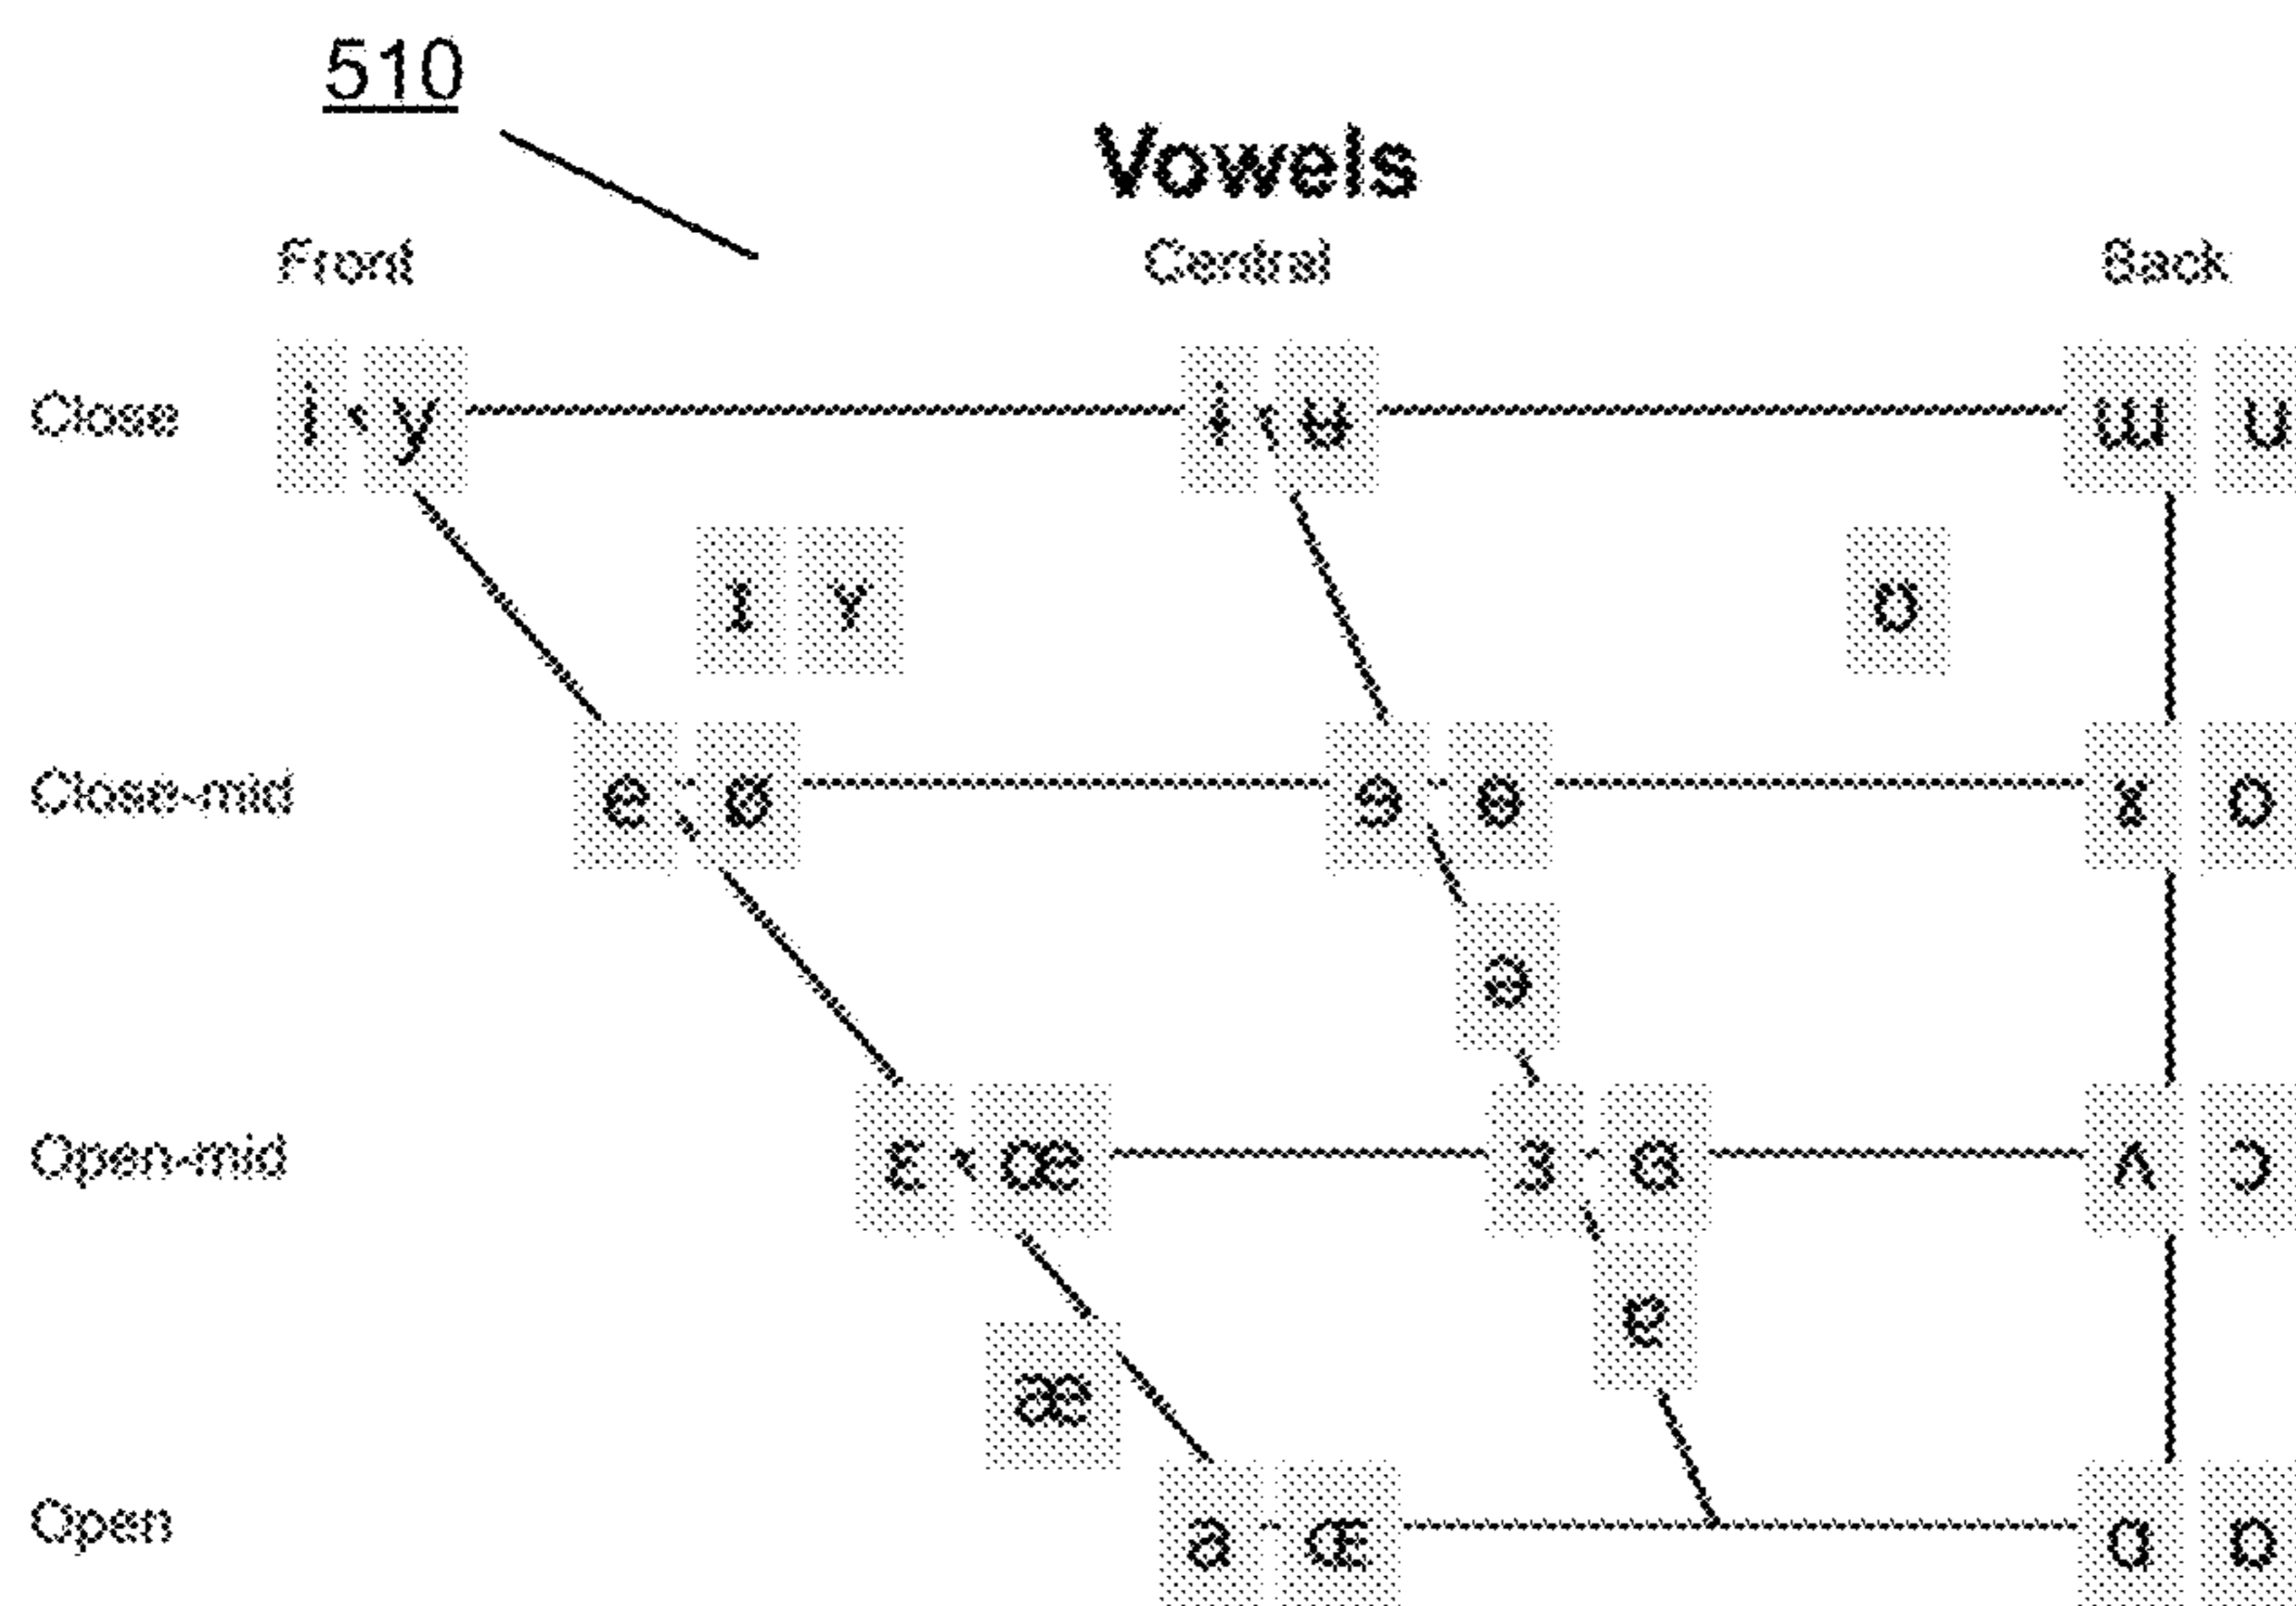 510
Vowels
Front Central Back
Close i y ɨ ʉ ɯ u
ɪ ʏ ʊ
Close-mid e ø ɘ ɵ ɤ o
ə
Open-mid ɛ œ ɜ ɞ ʌ ɔ
ɐ
æ
Open a ɶ ɑ ɒ